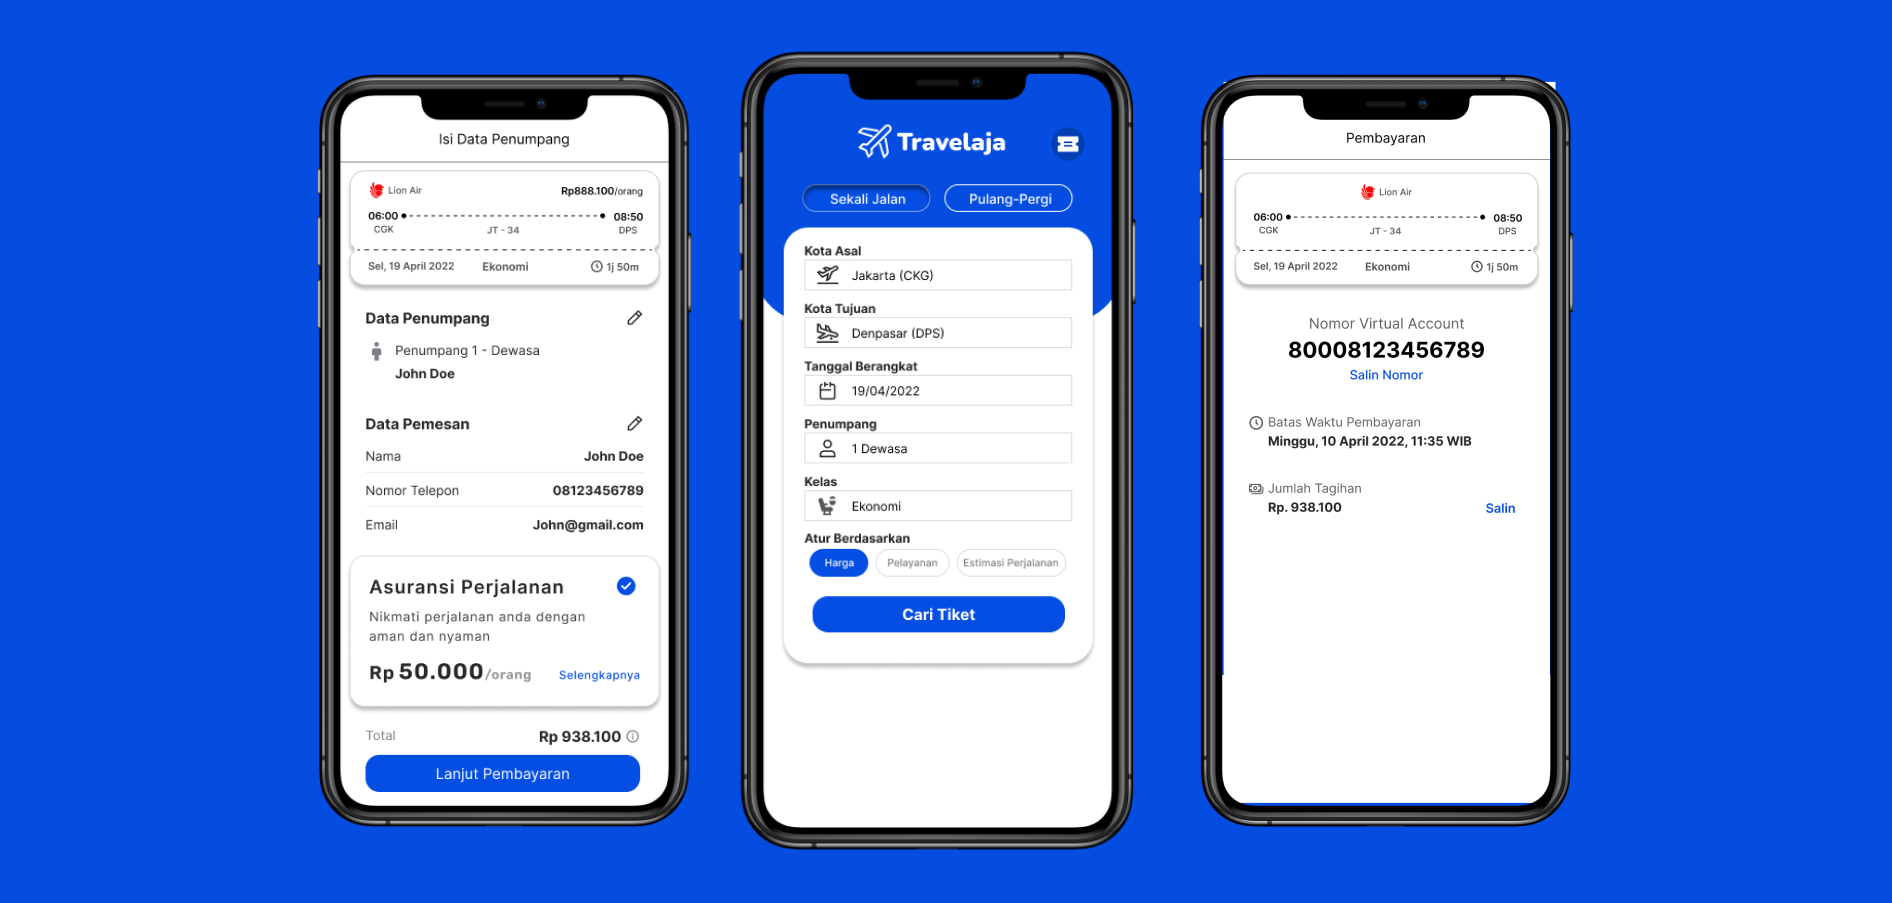 Isi Data Penumpang
Lion Air Rp888.100/orang
06:00 08:50
CGK JT - 34 DPS
Sel, 19 April 2022 Ekonomi 1j 50m
Data Penumpang
Penumpang 1 - Dewasa
John Doe
Data Pemesan
Nama John Doe
Nomor Telepon 08123456789
Email John@gmail.com
Asuransi Perjalanan
Nikmati perjalanan anda dengan
aman dan nyaman
Rp 50.000/orang Selengkapnya
Total Rp 938.100
Lanjut Pembayaran
Travelaja
Sekali Jalan Pulang-Pergi
Kota Asal
Jakarta (CKG)
Kota Tujuan
Denpasar (DPS)
Tanggal Berangkat
19/04/2022
Penumpang
1 Dewasa
Kelas
Ekonomi
Atur Berdasarkan
Harga Pelayanan Estimasi Perjalanan
Cari Tiket
Pembayaran
Lion Air
06:00 08:50
CGK JT - 34 DPS
Sel, 19 April 2022 Ekonomi 1j 50m
Nomor Virtual Account
80008123456789
Salin Nomor
Batas Waktu Pembayaran
Minggu, 10 April 2022, 11:35 WIB
Jumlah Tagihan
Rp. 938.100 Salin